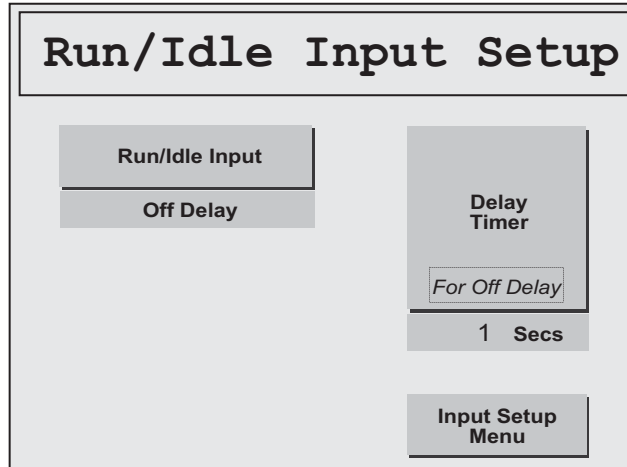 Run/Idle Input Setup
Run/Idle Input
Off Delay
Delay
Timer
For Off Delay
1 Secs
Input Setup
Menu